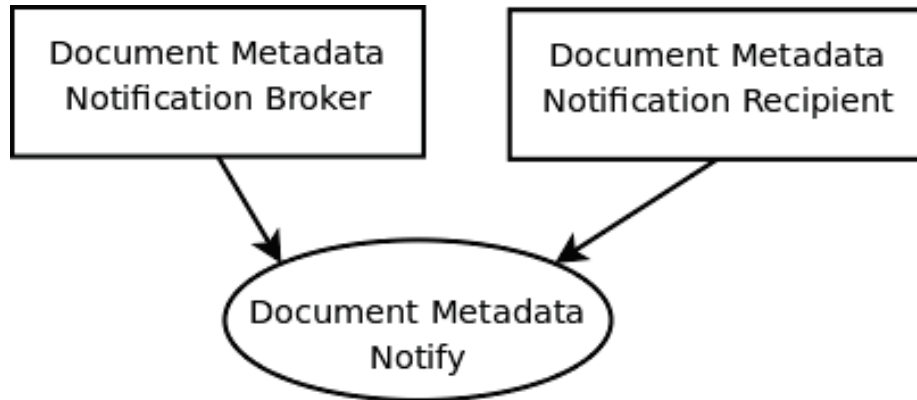 Document Metadata
Notification Broker
Document Metadata
Notification Recipient
Document Metadata
Notify